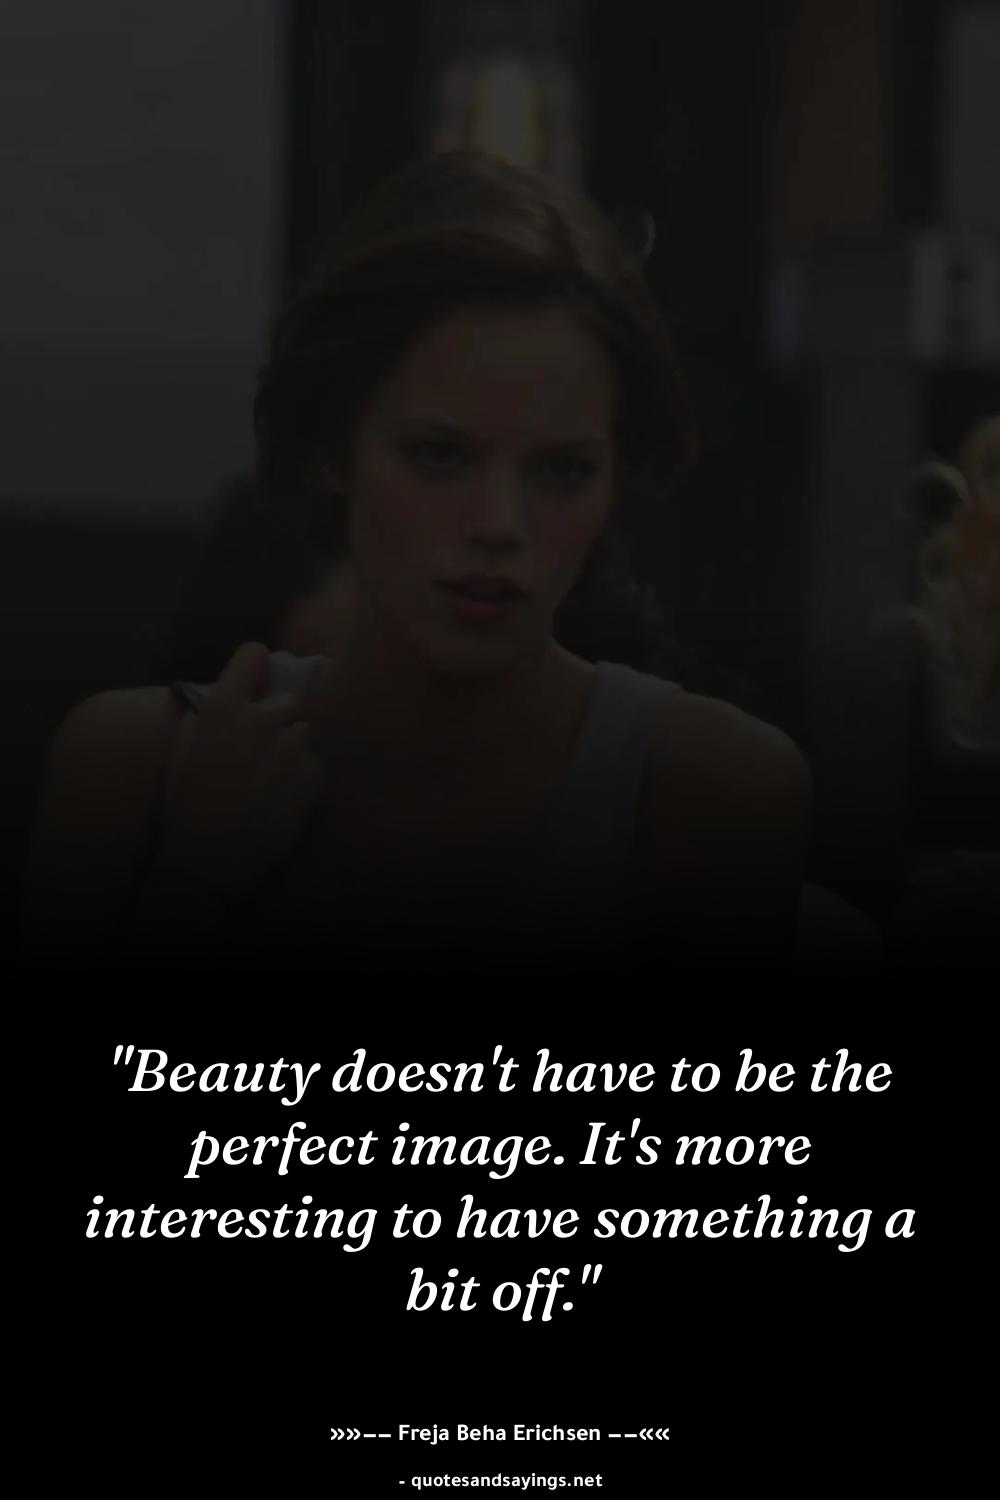 "Beauty doesn't have to be the
perfect image. It's more
interesting to have something a
bit off."
»»−− Freja Beha Erichsen −−««
- quotesandsayings.net